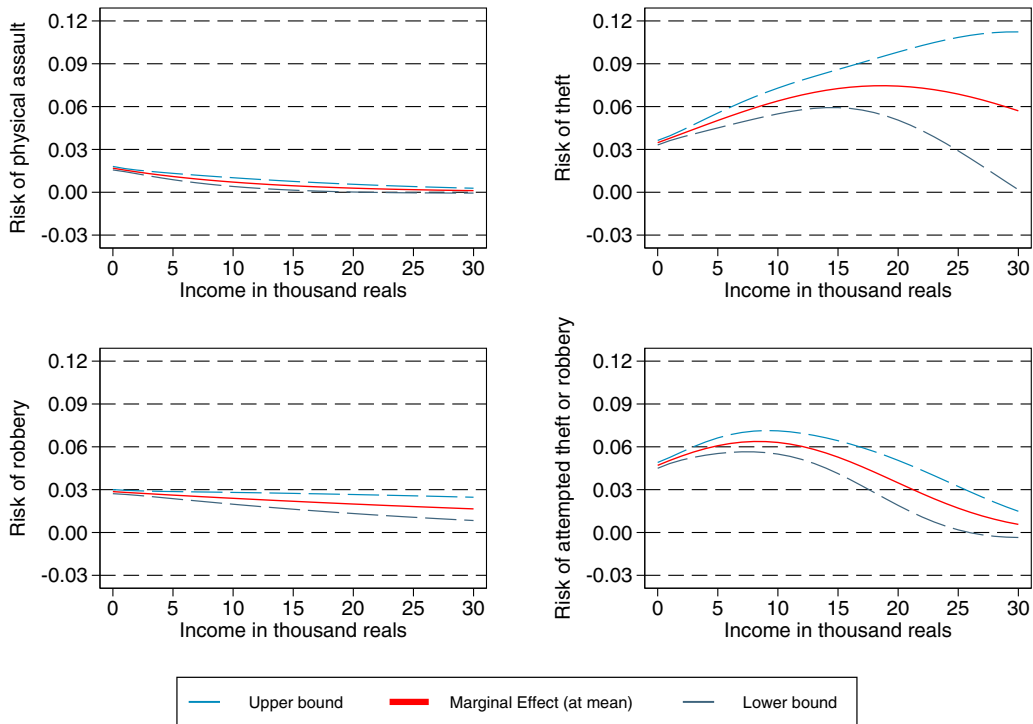 Risk of physical assault
0.12
0.09
0.06
0.03
0.00
-0.03
0 5 10 15 20 25 30
Income in thousand reals
Risk of theft
0.12
0.09
0.06
0.03
0.00
-0.03
0 5 10 15 20 25 30
Income in thousand reals
Risk of robbery
0.12
0.09
0.06
0.03
0.00
-0.03
0 5 10 15 20 25 30
Income in thousand reals
Risk of attempted theft or robbery
0.12
0.09
0.06
0.03
0.00
-0.03
0 5 10 15 20 25 30
Income in thousand reals
Upper bound Marginal Effect (at mean) Lower bound